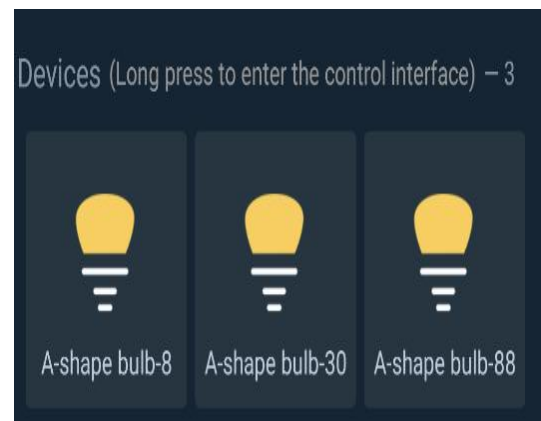 Devices (Long press to enter the control interface) – 3
A-shape bulb-8
A-shape bulb-30
A-shape bulb-88